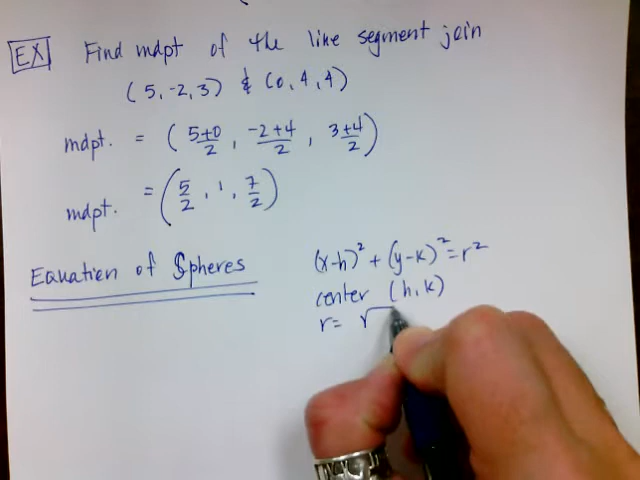 EX Find mdpt of the line segment join
(5, -2, 3) & (0, 4, 4)
mdpt. = ( 5+0/2 , -2+4/2 , 3+4/2 )
mdpt. = ( 5/2 , 1 , 7/2 )
Equation of Spheres
(x-h)² + (y-k)² = r²
center (h, k)
r= √